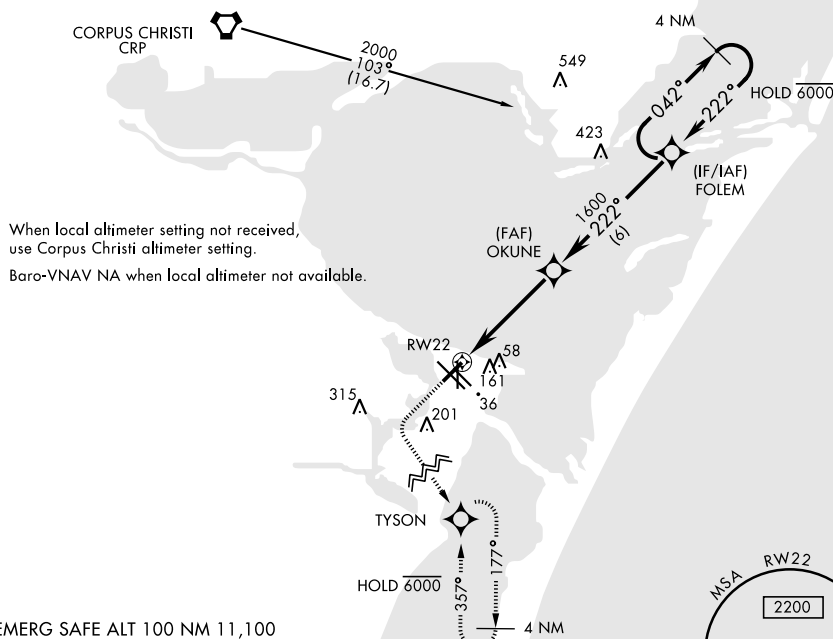 CORPUS CHRISTI
CRP
2000
103°
(16.7)
549
423
4 NM
042°
222°
HOLD 6000
(IF/IAF)
FOLEM
1600
222°
(6)
(FAF)
OKUNE
When local altimeter setting not received,
use Corpus Christi altimeter setting.
Baro-VNAV NA when local altimeter not available.
RW22
58
161
36
315
201
TYSON
HOLD 6000
357°
177°
4 NM
MSA RW22
2200
EMERG SAFE ALT 100 NM 11,100